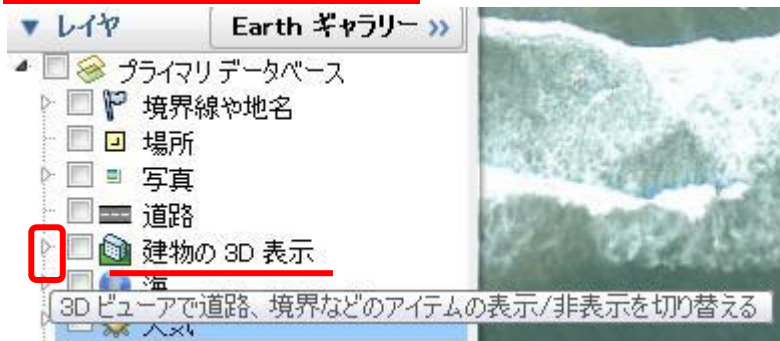 レイヤ
Earth ギャラリー »
プライマリ データベース
境界線や地名
場所
写真
道路
建物の 3D 表示
海
3D ビューアで道路、境界などのアイテムの表示/非表示を切り替える
天気